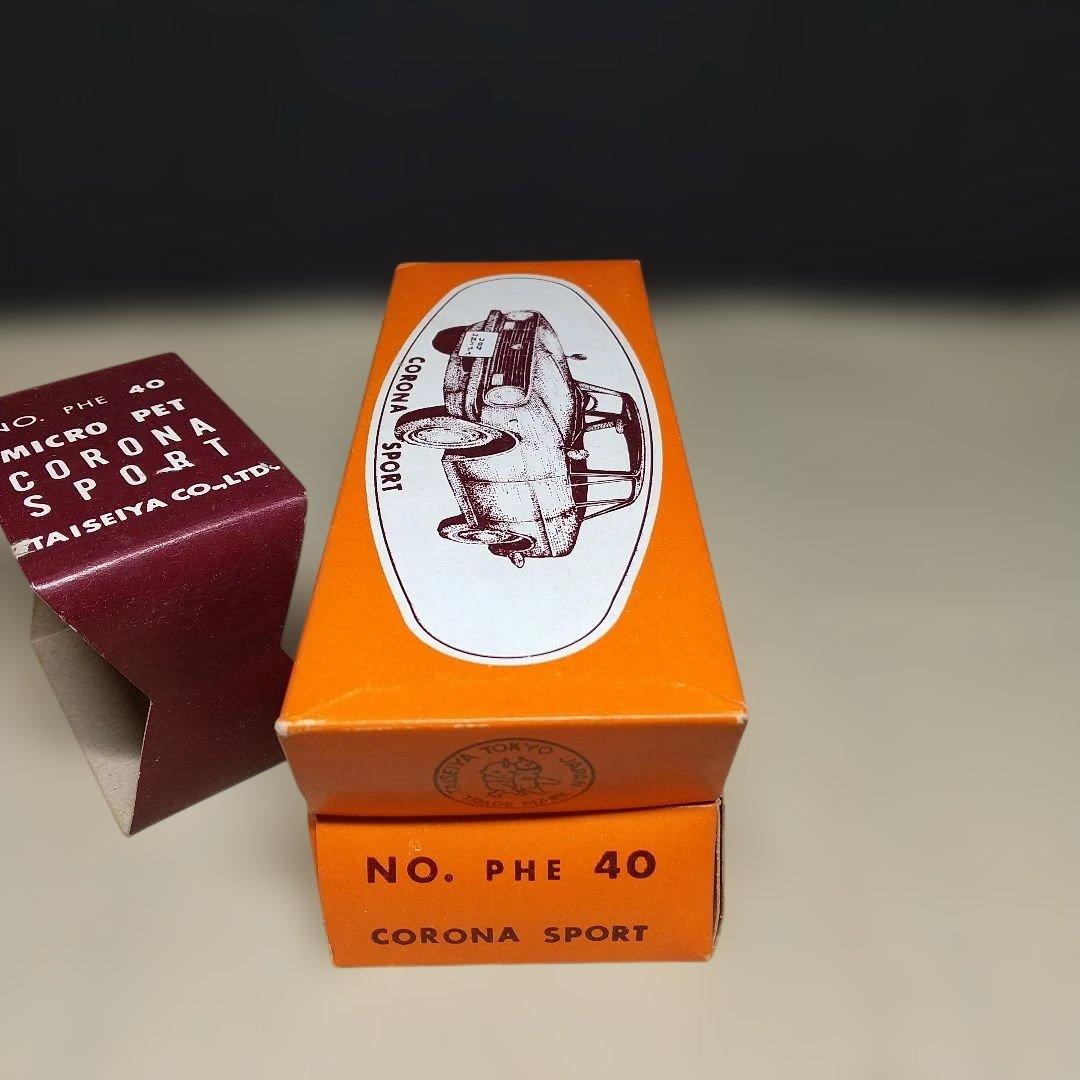 NO. PHE 40
MICRO PET
CORONA
SPORT
TAISEIYA CO.,LTD.
CORONA SPORT
TAISEIYA TOKYO JAPAN
TRADE MARK
NO. PHE 40
CORONA SPORT